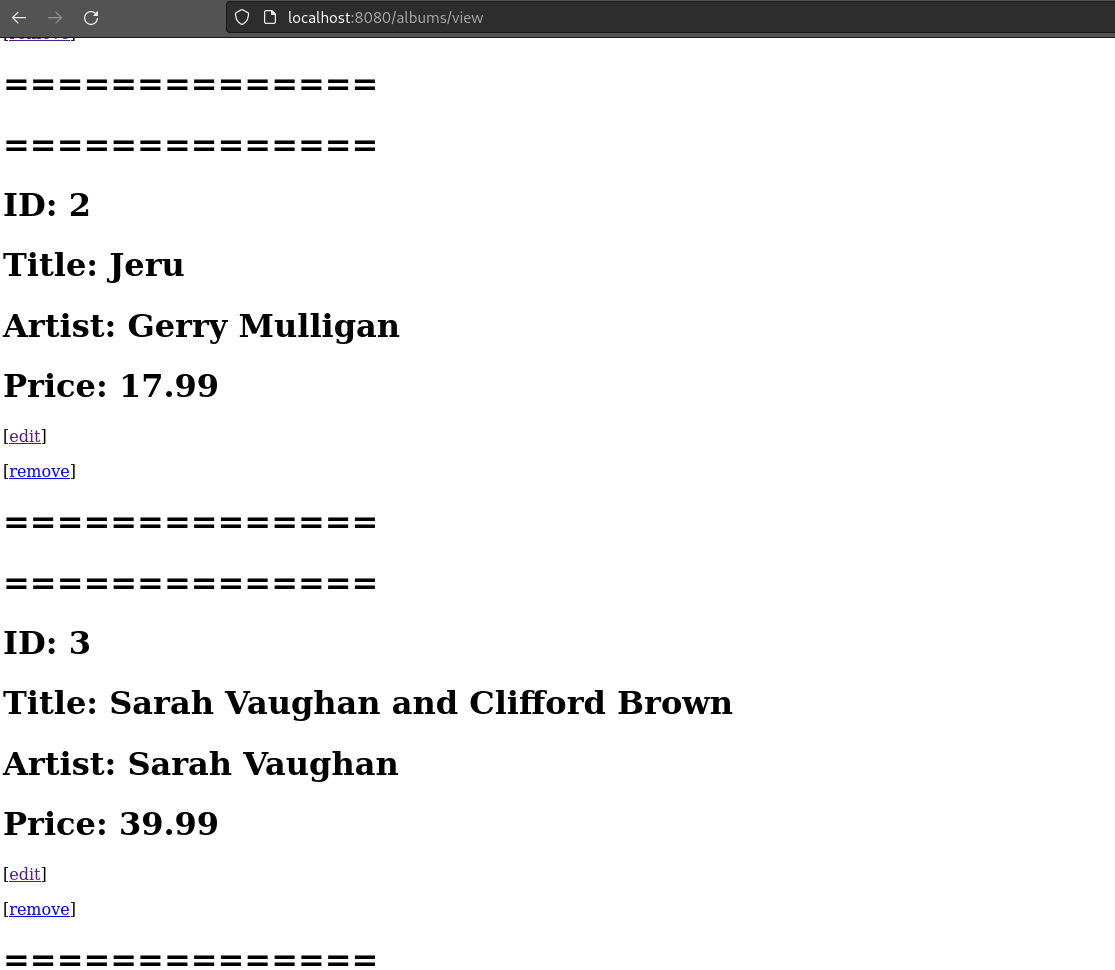 localhost:8080/albums/view
[remove]
==============
==============
ID: 2
Title: Jeru
Artist: Gerry Mulligan
Price: 17.99
[edit]
[remove]
==============
==============
ID: 3
Title: Sarah Vaughan and Clifford Brown
Artist: Sarah Vaughan
Price: 39.99
[edit]
[remove]
==============